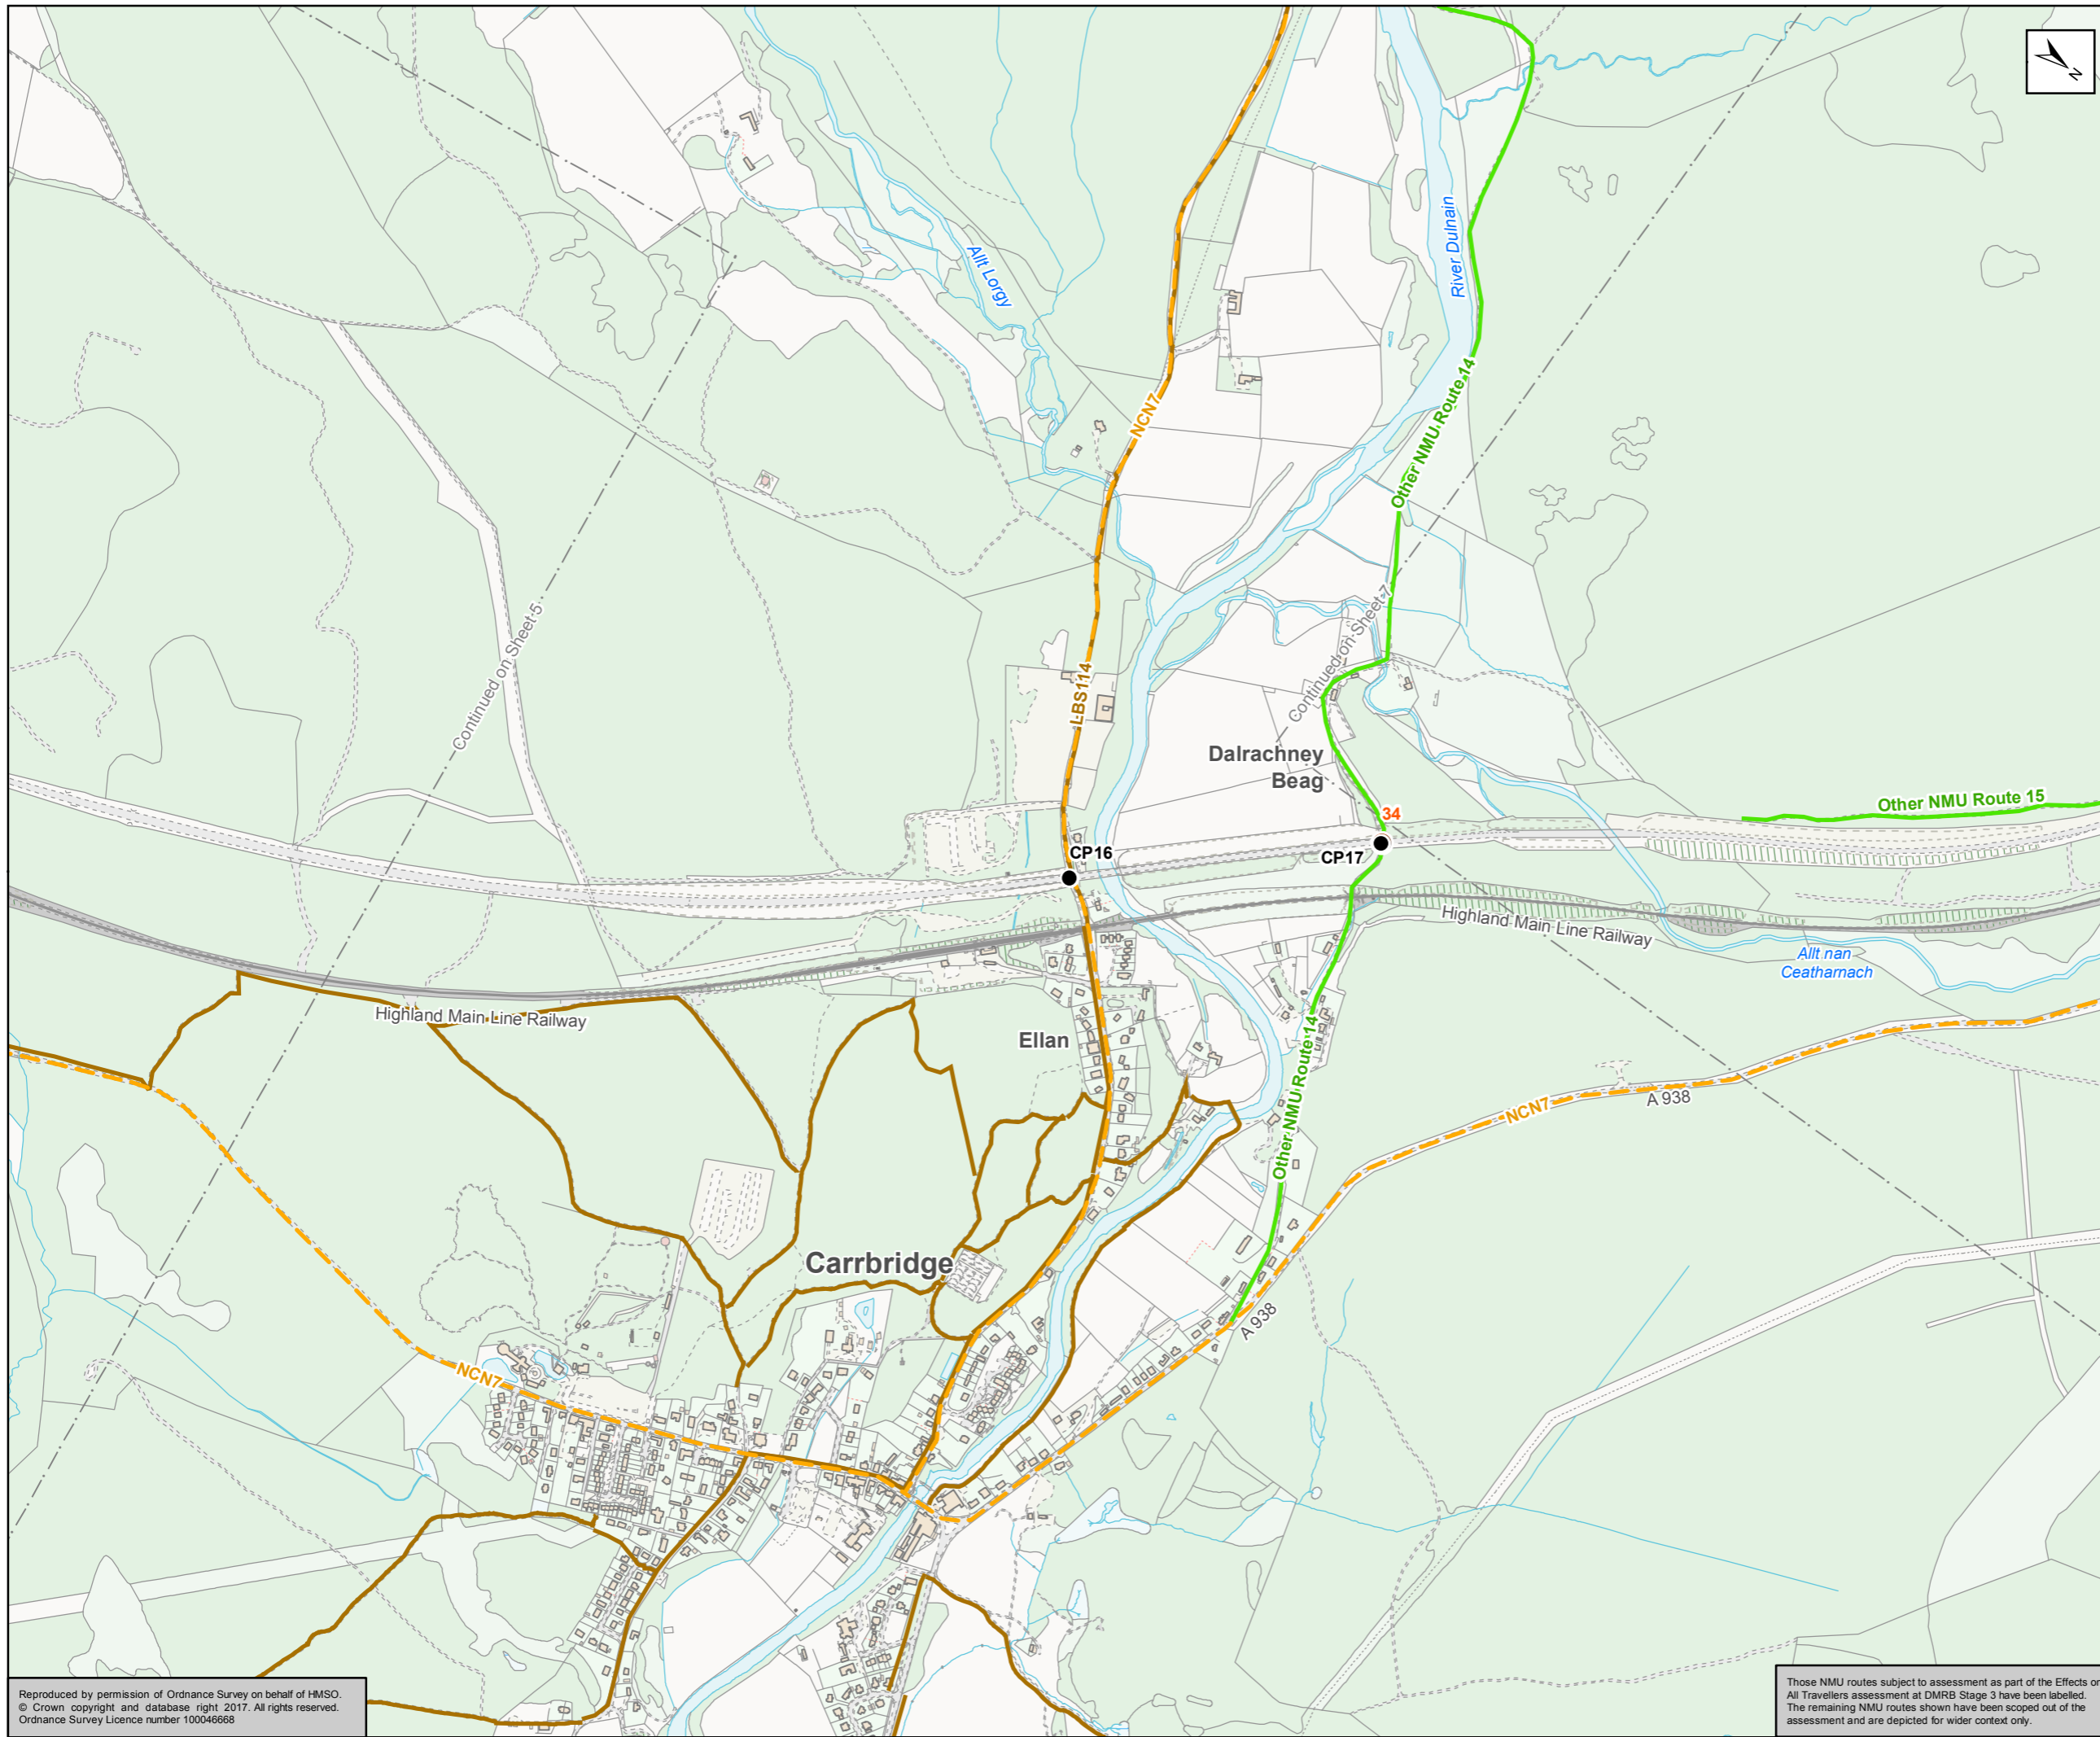 N
River Dulnain
Allt Lorgy
NCN7
Other NMU Route 14
Continued on Sheet 5
Continued on Sheet 7
LBS114
Dalrachney
Beag
34
Other NMU Route 15
CP16
CP17
Highland Main Line Railway
Allt nan
Ceatharnach
Highland Main Line Railway
Ellan
Other NMU Route 14
NCN7
A 938
Carrbridge
A 938
NCN7
Reproduced by permission of Ordnance Survey on behalf of HMSO.
© Crown copyright and database right 2017. All rights reserved.
Ordnance Survey Licence number 100046668
Those NMU routes subject to assessment as part of the Effects on
All Travellers assessment at DMRB Stage 3 have been labelled.
The remaining NMU routes shown have been scoped out of the
assessment and are depicted for wider context only.